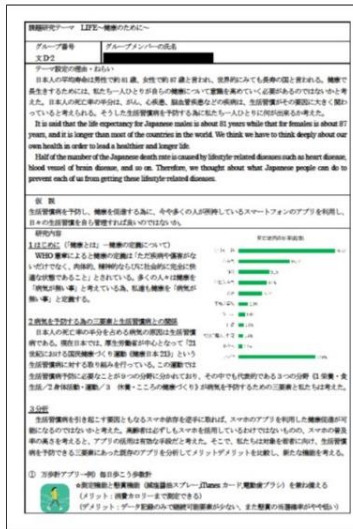 課題研究テーマ　LIFE～健康のために～
グループ番号　グループメンバーの氏名
文D-2
テーマ設定の理由・ねらい
日本人の平均寿命は男性で約81歳、女性で約87歳と言われ、世界的にみても長寿の国と言われる。健康で
長生きするためには、私たち一人ひとりが自らの健康について意識を高めていく必要があるのではないかと考
えた。日本人の死亡率の半分は、がん、心疾患、脳血管疾患などの疾病は、生活習慣がその要因に大きく関わ
っていると考えられる。そうした生活習慣病を予防する為に私たち一人ひとりに何が出来るか考えた。
It is said that the life expectancy of Japanese males is about 81 years while that for females is about 87
years, and it is longer than most of the countries in the world. We think we have to think deeply about our
own health in order to lead a healthier and longer life.
Half of the number of the Japanese death rate is caused by lifestyle-related diseases such as heart disease,
blood vessel of brain disease, and so on. Therefore, we thought about what Japanese people can do to
prevent each of us from getting these lifestyle-related diseases.
仮　説
生活習慣病を予防し、健康を促進する為に、今や多くの人が所持しているスマートフォンのアプリを利用し、
日々の生活習慣を自ら管理すれば良いのではないか。
研究内容
1 はじめに（「健康とは」―健康の定義について）
WHO憲章によると健康の定義は「ただ疾病や傷害がな
いだけでなく、肉体的、精神的ならびに社会的に完全に快
適な状態であること」とされている。多くの人々は健康を
「病気が無い事」と考えている為、私達も健康を「病気が
無い事」と定義する。
2 病気を予防する為の三要素と生活習慣病との関係
日本人の死亡率の半分を占める病気の原因は生活習慣
病である。現在日本では、厚生労働省が中心となって「21
世紀における国民健康づくり運動（健康日本21）」という
生活習慣病に対する取り組みを行っている。この運動では
生活習慣病予防に必要なことが9つの分野に分かれており、その中でも代表的である3つの分野（1 栄養・食
生活／2 身体活動・運動／3　休養・こころの健康づくり）が病気を予防するための三要素と私たちは考えた。
3 分析
生活習慣病を引き起こす要因ともなるスマホ依存を逆手に取れば、スマホのアプリを利用した健康促進が可
能になるのではないかと考えた。高齢者は必ずしもスマホを活用しているわけではないものの、スマホの普及
率の高さを考えると、アプリの活用は有効な手段だと考えた。そこで、私たちは対象を若者に向け、生活習慣病
を予防できる三要素にあった既存のアプリを分析してメリットデメリットを比較し、新たな機能を考える。
① 万歩計アプリ→例）毎日歩こう歩数計
（メリット：消費カロリーまで測定できる）
（デメリット：データ記録のみで継続可能要素が少ない、また懸賞の当選確率がやや低い）